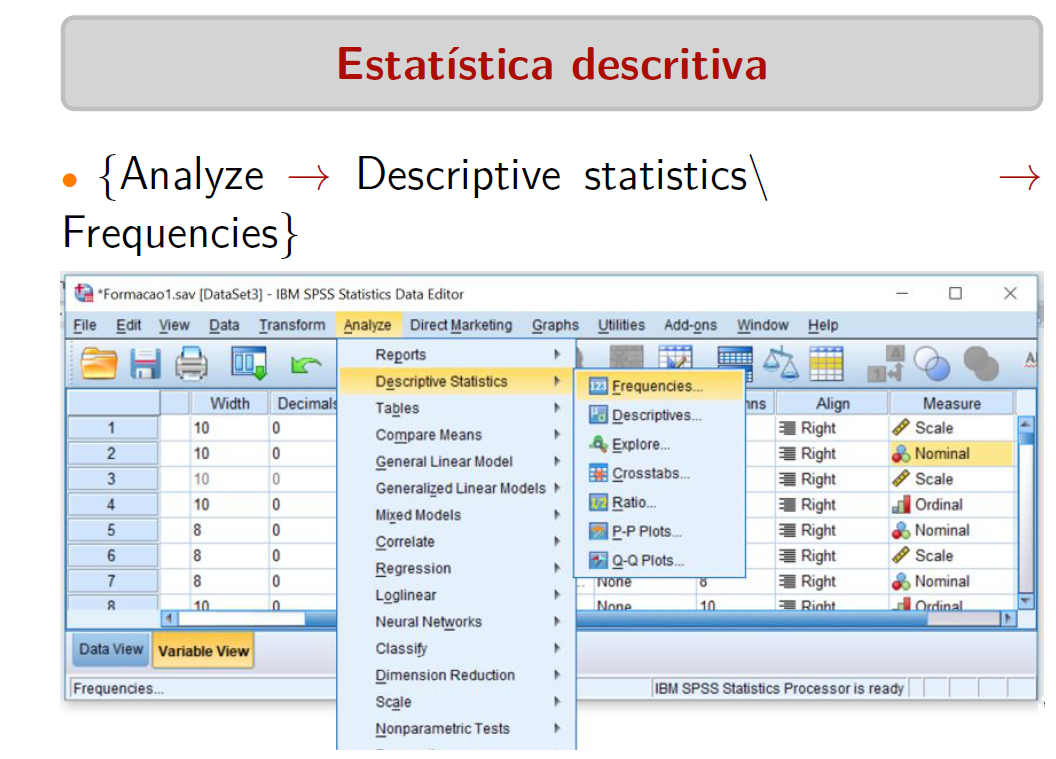 Estatística descritiva
• {Analyze → Descriptive statistics\ →
Frequencies}
*Formacao1.sav [DataSet3] - IBM SPSS Statistics Data Editor
File Edit View Data Transform Analyze Direct Marketing Graphs Utilities Add-ons Window Help
Reports
Descriptive Statistics
Tables
Compare Means
General Linear Model
Generalized Linear Models
Mixed Models
Correlate
Regression
Loglinear
Neural Networks
Classify
Dimension Reduction
Scale
Nonparametric Tests
Frequencies...
Descriptives...
Explore...
Crosstabs...
Ratio...
P-P Plots...
Q-Q Plots...
Width Decimals Align Measure
1 10 0 Right Scale
2 10 0 Right Nominal
3 10 0 Right Scale
4 10 0 Right Ordinal
5 8 0 Right Nominal
6 8 0 Right Scale
7 8 0 None 8 Right Nominal
8 10 0 None 10 Right Ordinal
Data View Variable View
Frequencies... IBM SPSS Statistics Processor is ready